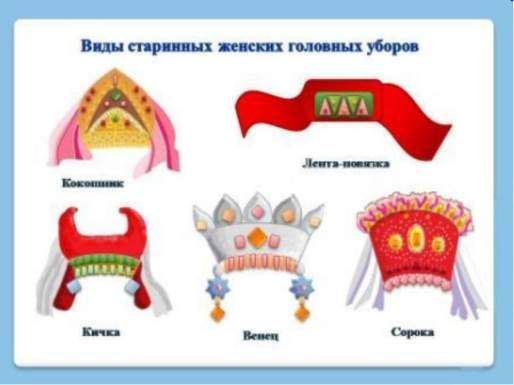 Виды старинных женских головных уборов
Лента-повязка
Кокошник
Кичка
Венец
Сорока